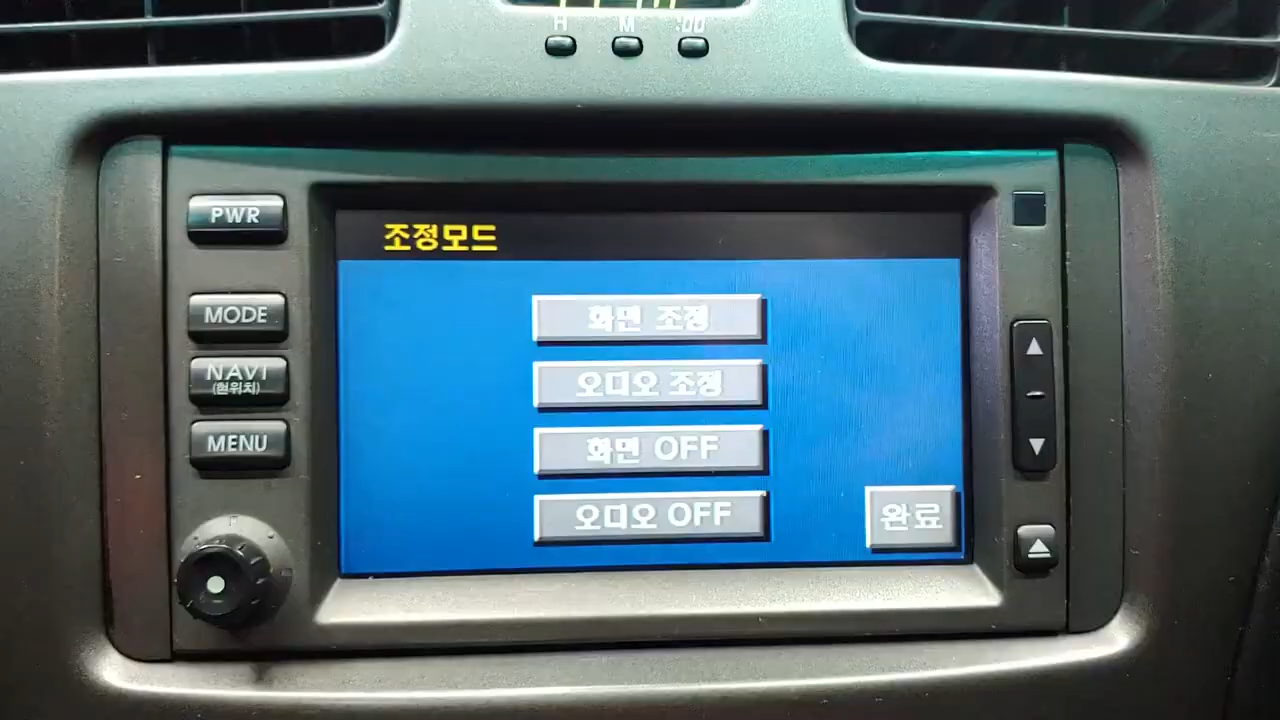 H M :00
PWR
MODE
NAVI
(현위치)
MENU
조정모드
화면 조정
오디오 조정
화면 OFF
오디오 OFF
완료